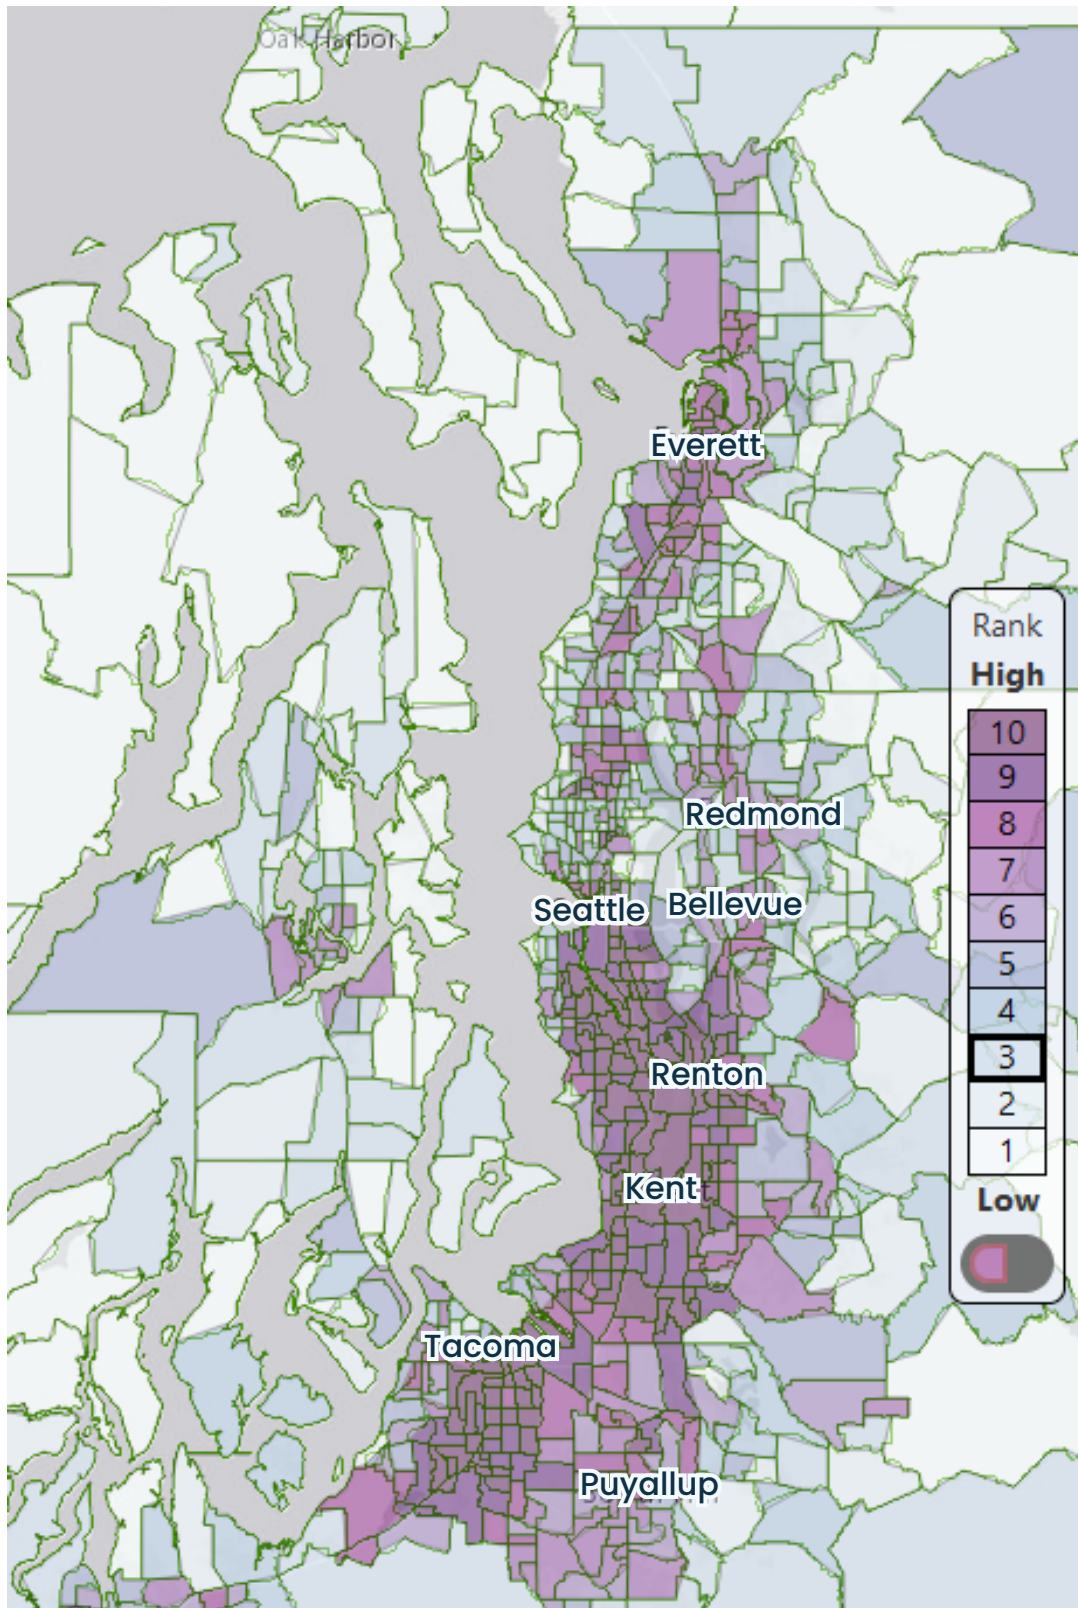 Oak Harbor
Everett
Rank
High
10
9
8
7
6
5
4
3
2
1
Low
Redmond
Seattle
Bellevue
Renton
Kent
Tacoma
Puyallup